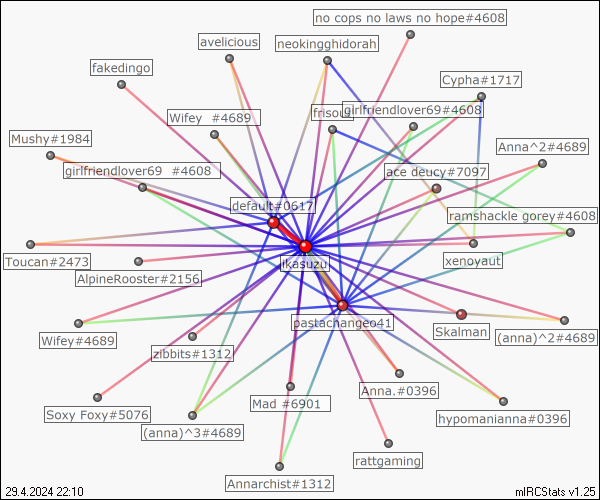 no cops no laws no hope#4608
avelicious
neokingghidorah
fakedingo
Cypha#1717
Wifey #4689
girlfriendlover69#4608
Mushy#1984
Anna^2#4689
girlfriendlover69 #4608
ace deucy#7097
default#0617
ramshackle gorey#4608
Toucan#2473
ikasuzu
xenoyaut
AlpineRooster#2156
pastachangeo41
Skalman
(anna)^2#4689
Wifey#4689
zibbits#1312
Anna.#0396
Mad #6901
Soxy Foxy#5076
hypomanianna#0396
(anna)^3#4689
rattgaming
Annarchist#1312
29.4.2024 22:10
mIRCStats v1.25